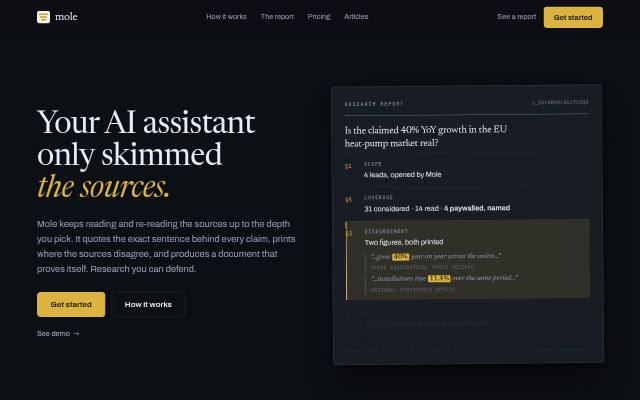 mole
How it works
The report
Pricing
Articles
See a report
Get started
Your AI assistant
only skimmed
the sources.
Mole keeps reading and re-reading the sources up to the depth
you pick. It quotes the exact sentence behind every claim, prints
where the sources disagree, and produces a document that
proves itself. Research you can defend.
Get started
How it works
See demo →
RESEARCH REPORT
Is the claimed 40% YoY growth in the EU
heat-pump market real?
§1
SCOPE
4 leads, opened by Mole
§5
COVERAGE
31 considered · 14 read · 4 paywalled, named
§3
DISAGREEMENT
Two figures, both printed
"…grew 40% year on year across the union…"
TRADE ASSOCIATION, PRESS RELEASE
"…installations rose 11.4% over the same period…"
NATIONAL STATISTICS OFFICE